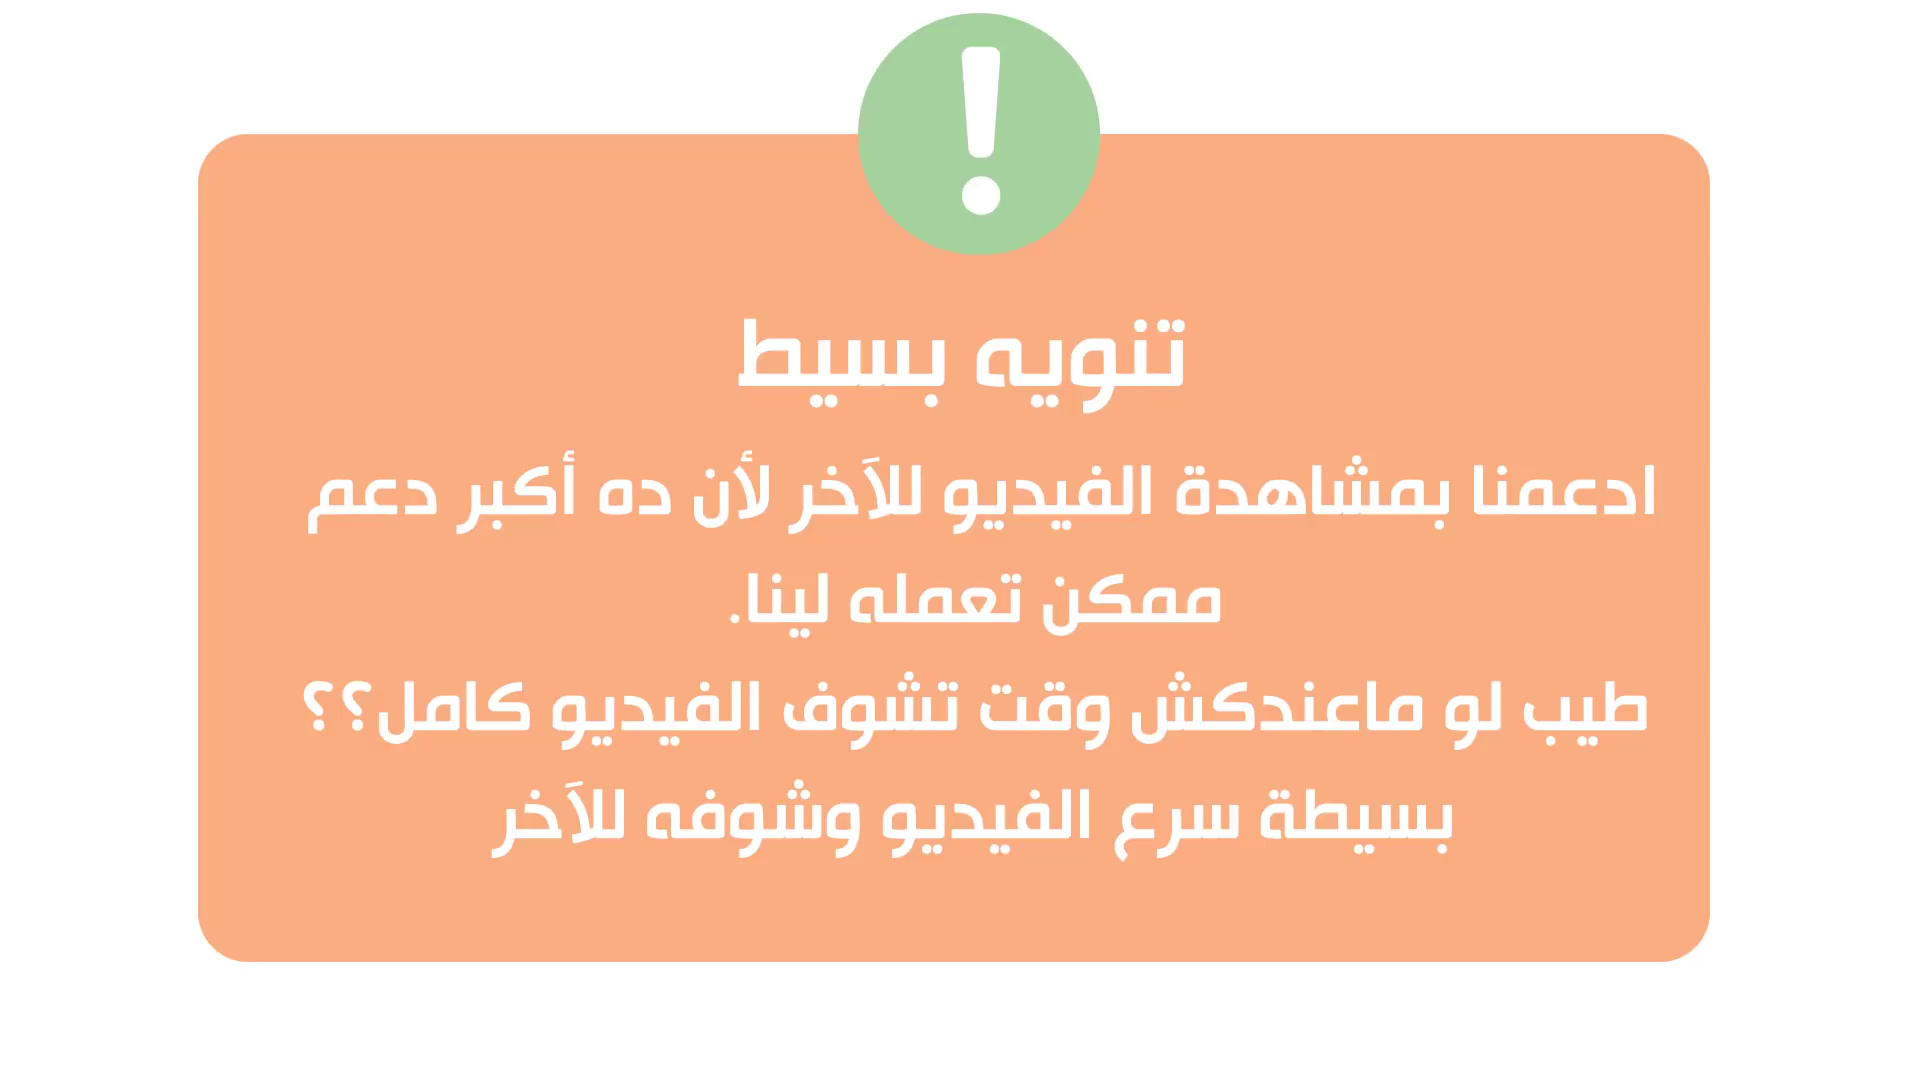 تنويه بسيط
ادعمنا بمشاهدة الفيديو للآخر لأن ده أكبر دعم
ممكن تعمله لينا.
طيب لو ماعندكش وقت تشوف الفيديو كامل؟؟
بسيطة سرع الفيديو وشوفه للآخر